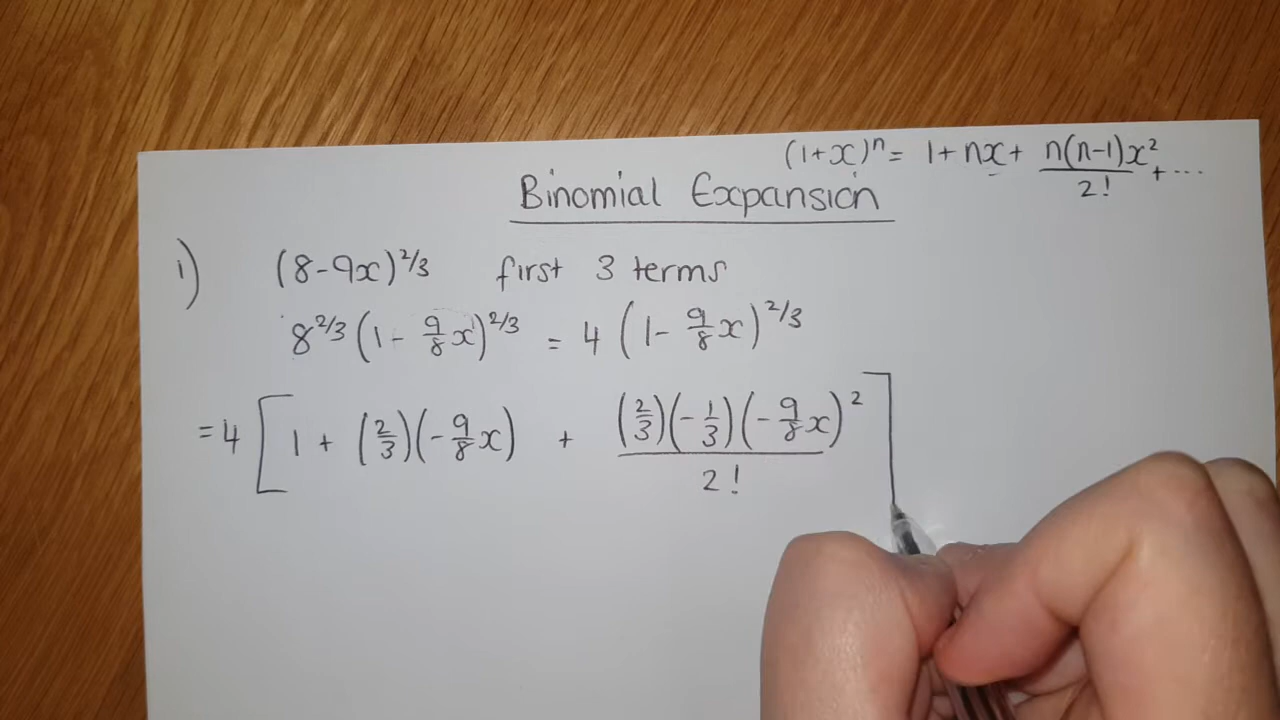 (1+x)ⁿ = 1 + nx + n(n-1)x²/2! + ...
Binomial Expansion
i) (8-9x)^2/3 first 3 terms
8^2/3 (1 - 9/8 x)^2/3 = 4 (1 - 9/8 x)^2/3
= 4 [ 1 + (2/3)(-9/8 x) + (2/3)(-1/3)(-9/8 x)²/2! ]